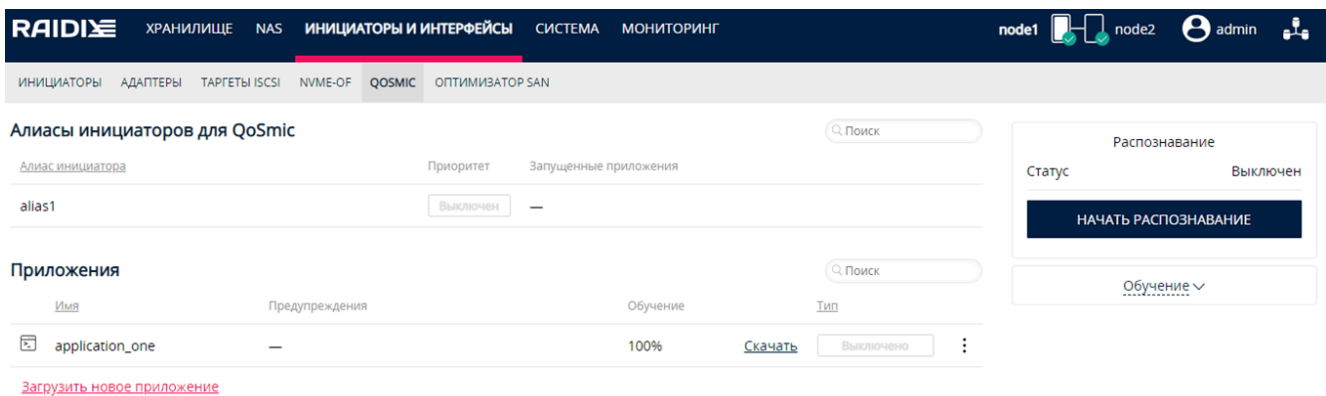 RAIDIX ХРАНИЛИЩЕ NAS ИНИЦИАТОРЫ И ИНТЕРФЕЙСЫ СИСТЕМА МОНИТОРИНГ node1 node2 admin
ИНИЦИАТОРЫ АДАПТЕРЫ ТАРГЕТЫ ISCSI NVME-OF QOSMIC ОПТИМИЗАТОР SAN
Алиасы инициаторов для QoSmic Поиск
Алиас инициатора Приоритет Запущенные приложения
alias1 Выключен —
Приложения Поиск
Имя Предупреждения Обучение Тип
application_one — 100% Скачать Выключено
Загрузить новое приложение
Распознавание
Статус Выключен
НАЧАТЬ РАСПОЗНАВАНИЕ
Обучение